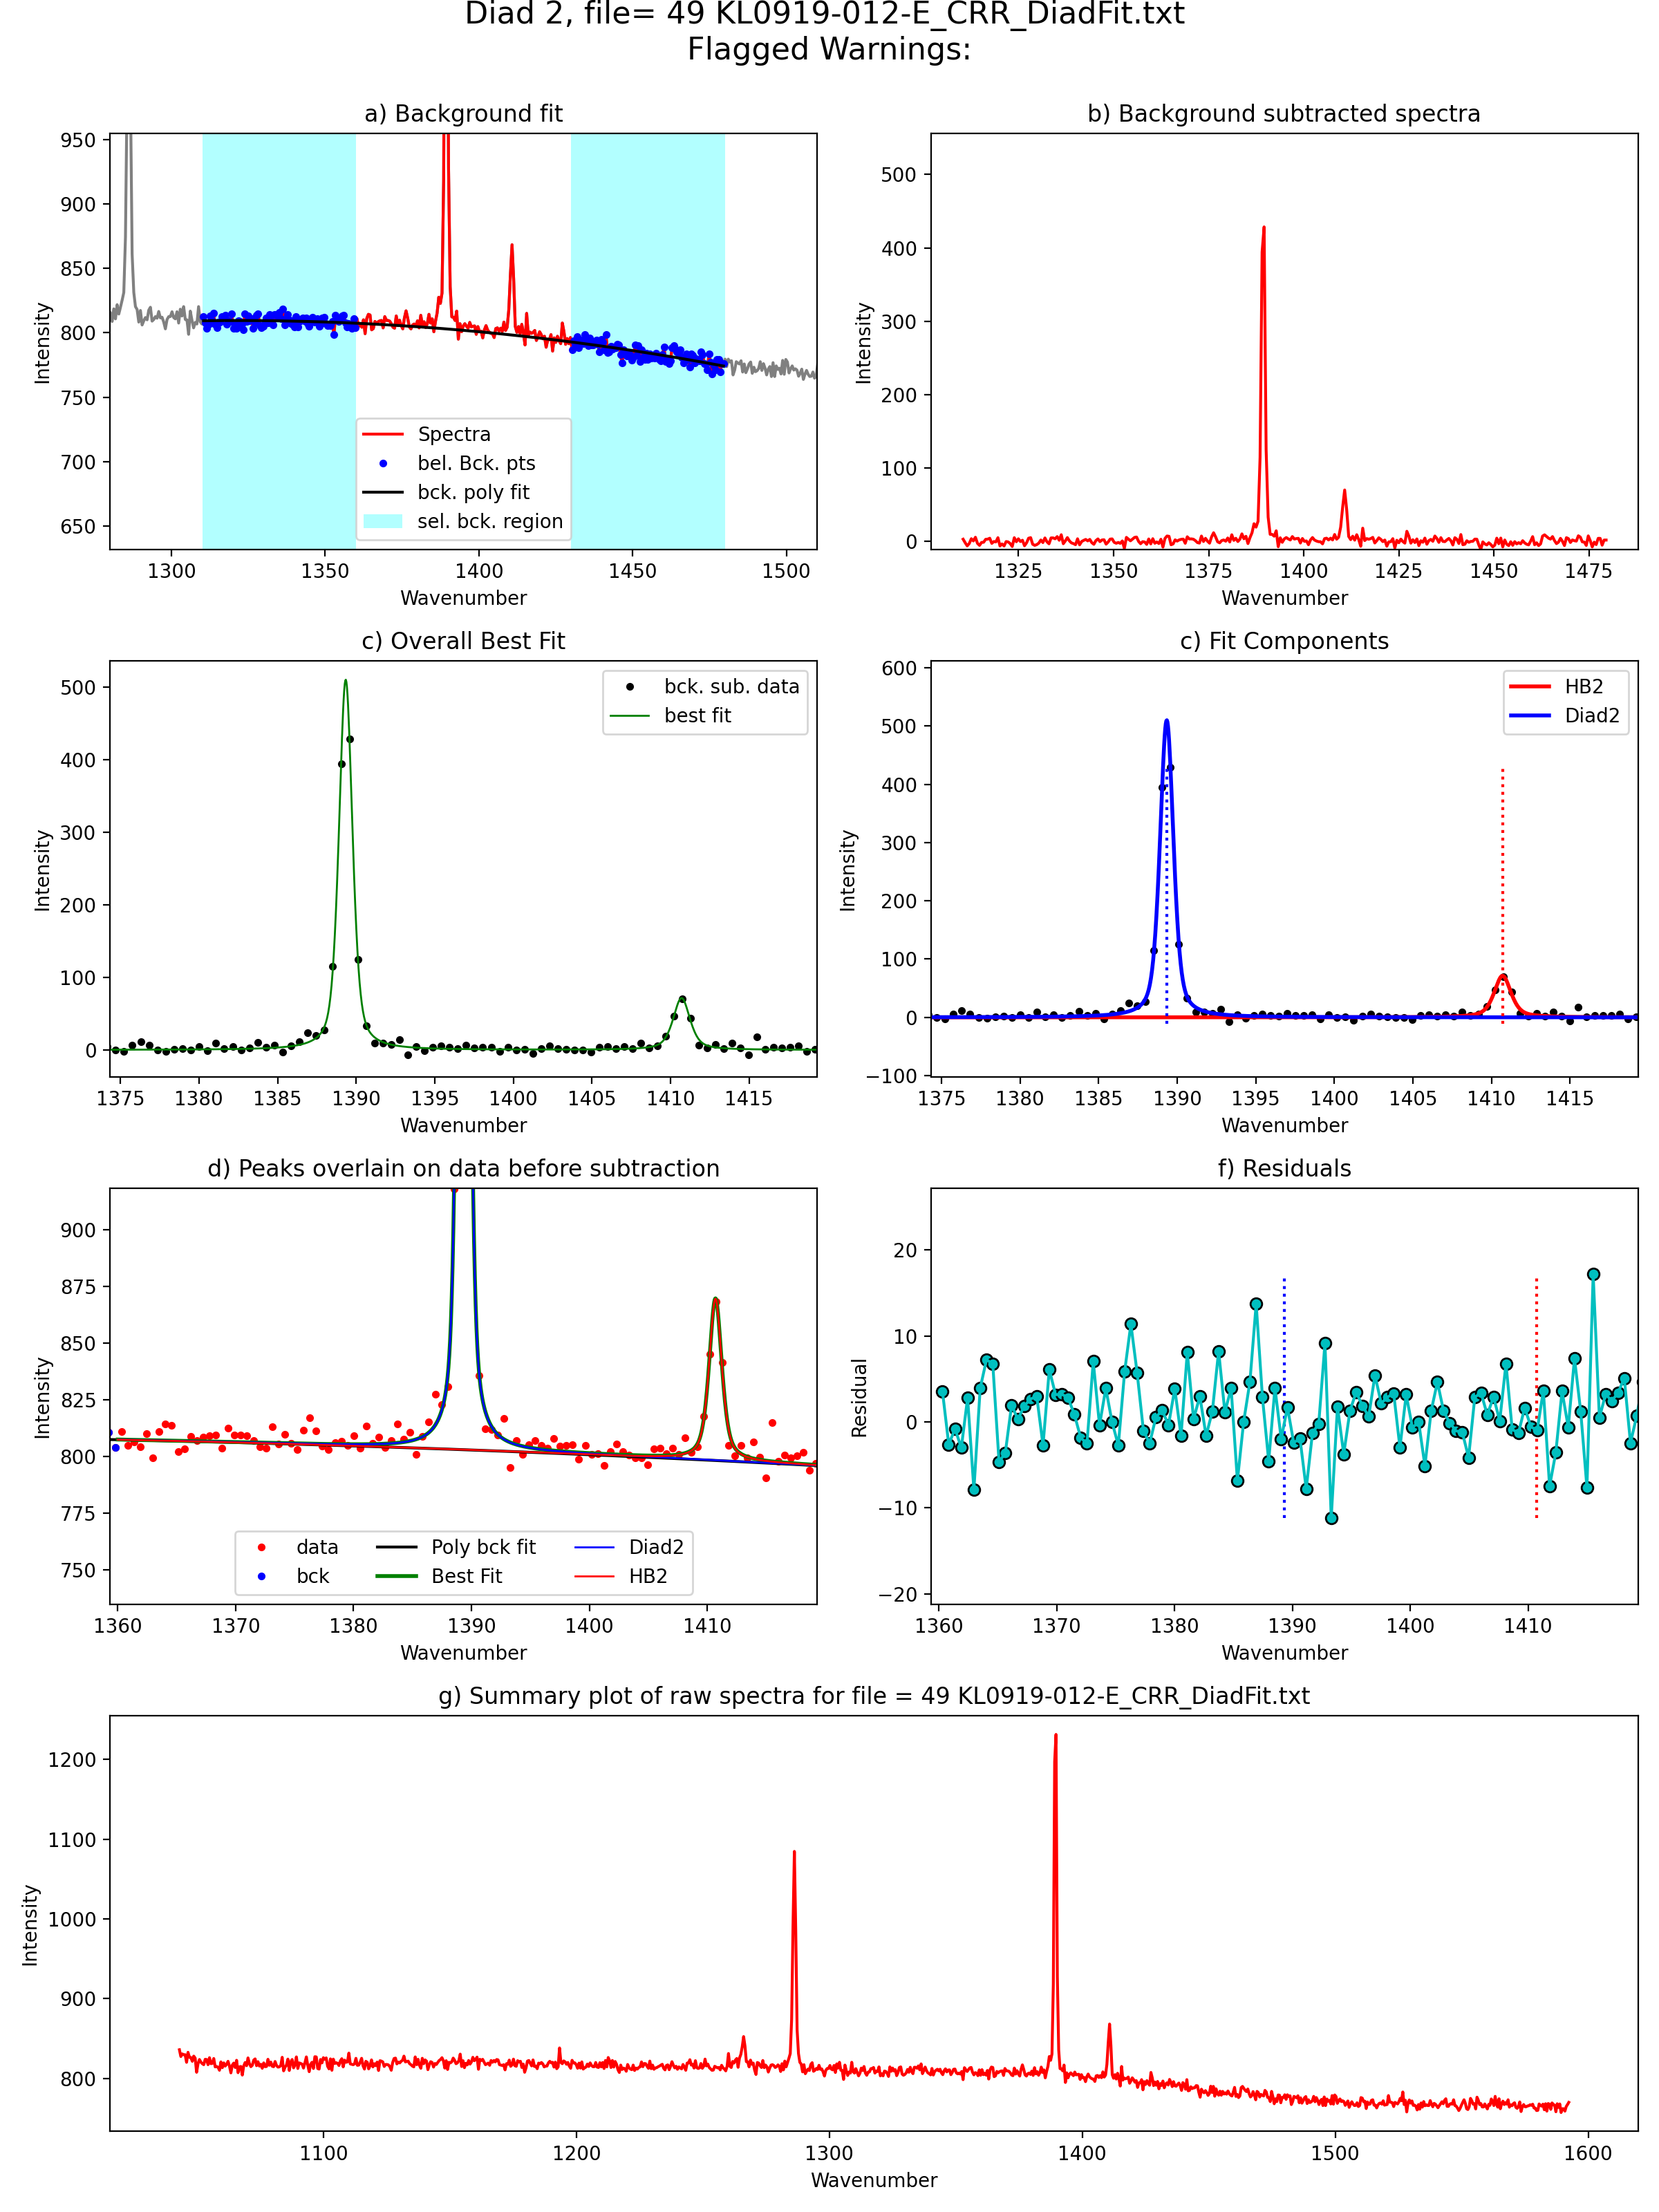 Diad 2, file= 49 KL0919-012-E_CRR_DiadFit.txt
Flagged Warnings:
a) Background fit
950
900
850
800
750
700
650
Intensity
Spectra
bel. Bck. pts
bck. poly fit
sel. bck. region
1300 1350 1400 1450 1500
Wavenumber
b) Background subtracted spectra
500
400
300
200
100
0
Intensity
1325 1350 1375 1400 1425 1450 1475
Wavenumber
c) Overall Best Fit
500
400
300
200
100
0
Intensity
bck. sub. data
best fit
1375 1380 1385 1390 1395 1400 1405 1410 1415
Wavenumber
c) Fit Components
600
500
400
300
200
100
0
−100
Intensity
HB2
Diad2
1375 1380 1385 1390 1395 1400 1405 1410 1415
Wavenumber
d) Peaks overlain on data before subtraction
900
875
850
825
800
775
750
Intensity
data Poly bck fit Diad2
bck Best Fit HB2
1360 1370 1380 1390 1400 1410
Wavenumber
f) Residuals
20
10
0
−10
−20
Residual
1360 1370 1380 1390 1400 1410
Wavenumber
g) Summary plot of raw spectra for file = 49 KL0919-012-E_CRR_DiadFit.txt
1200
1100
1000
900
800
Intensity
1100 1200 1300 1400 1500 1600
Wavenumber